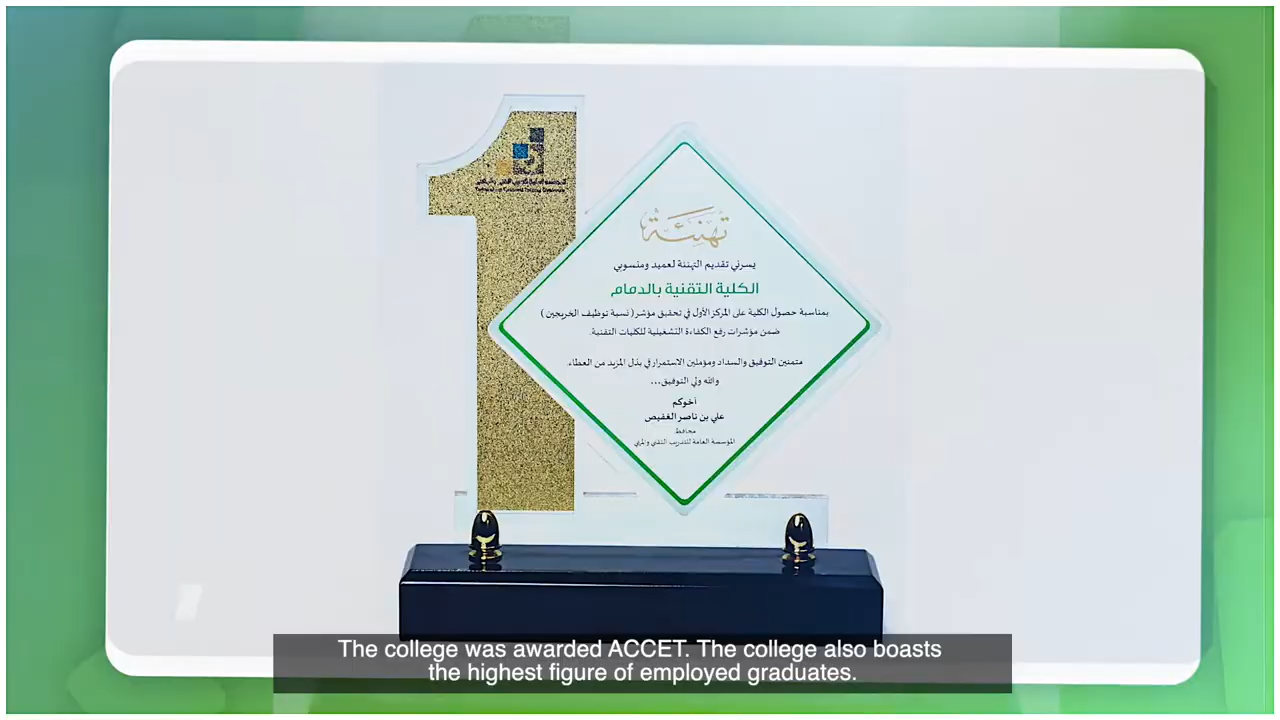 تهنئة
يسرني تقديم التهنئة لعميد ومنسوبي
الكلية التقنية بالدمام
بمناسبة حصول الكلية على المركز الأول في تحقيق مؤشر ( نسبة توظيف الخريجين )
ضمن مؤشرات رفع الكفاءة التشغيلية للكليات التقنية.
متمنين التوفيق والسداد ومؤملين الاستمرار في بذل المزيد من العطاء.
والله ولي التوفيق،،،
أخوكم
علي بن ناصر الغفيص
محافظ
المؤسسة العامة للتدريب التقني والمهني
The college was awarded ACCET. The college also boasts
the highest figure of employed graduates.